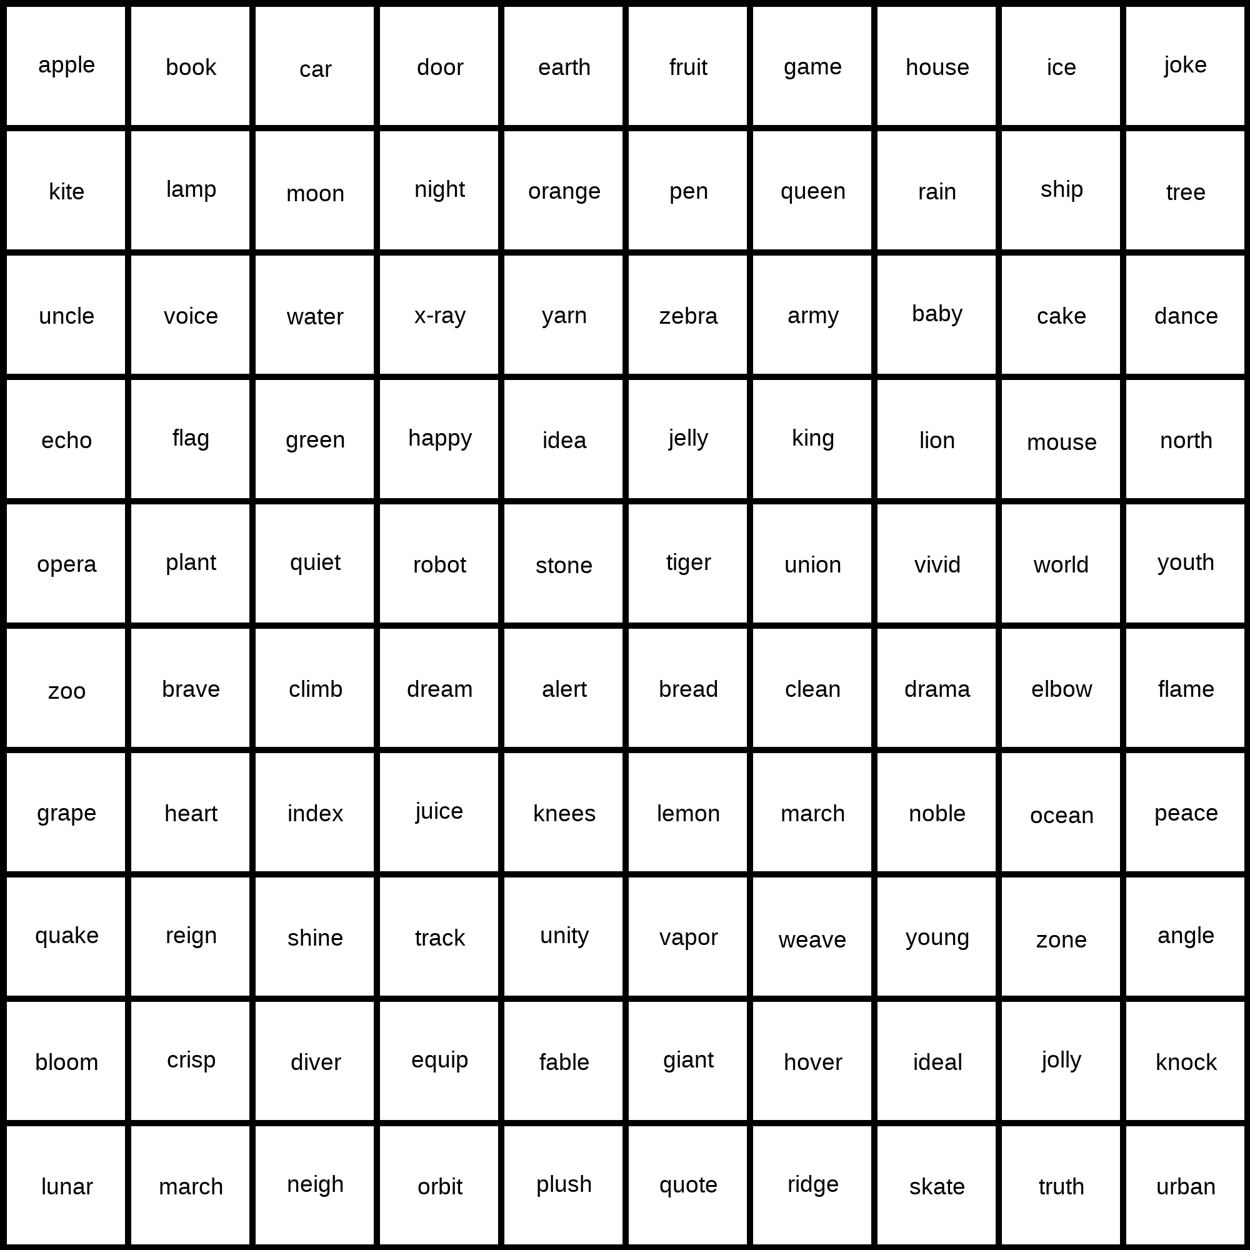 apple book car door earth fruit game house ice joke
kite lamp moon night orange pen queen rain ship tree
uncle voice water x-ray yarn zebra army baby cake dance
echo flag green happy idea jelly king lion mouse north
opera plant quiet robot stone tiger union vivid world youth
zoo brave climb dream alert bread clean drama elbow flame
grape heart index juice knees lemon march noble ocean peace
quake reign shine track unity vapor weave young zone angle
bloom crisp diver equip fable giant hover ideal jolly knock
lunar march neigh orbit plush quote ridge skate truth urban